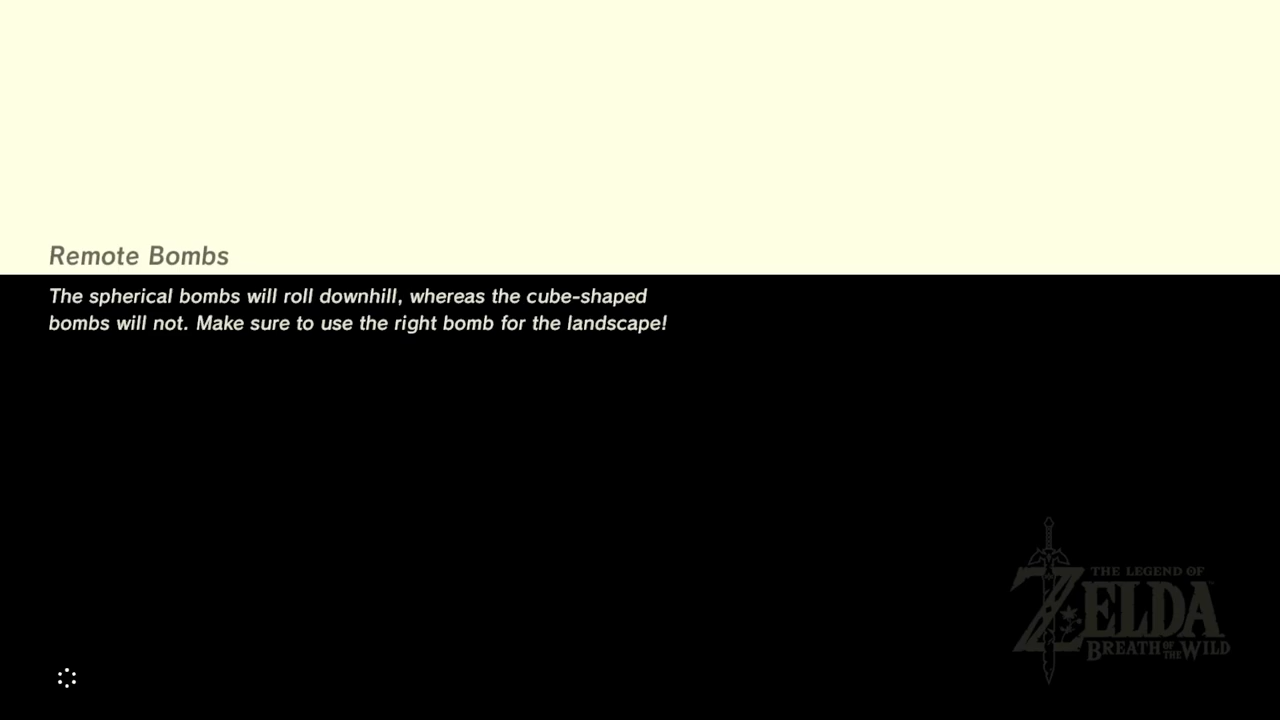 Remote Bombs
The spherical bombs will roll downhill, whereas the cube-shaped
bombs will not. Make sure to use the right bomb for the landscape!
THE LEGEND OF
ZELDA
BREATH OF THE WILD